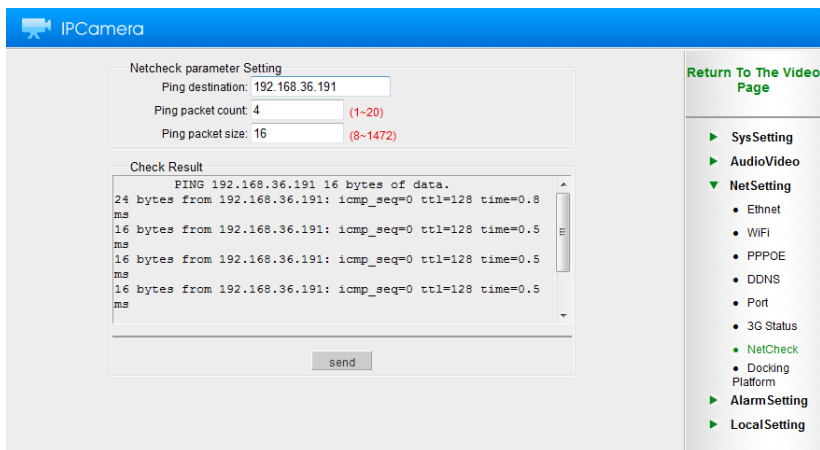 IPCamera
Netcheck parameter Setting
Ping destination: 192.168.36.191
Ping packet count: 4 (1~20)
Ping packet size: 16 (8~1472)
Check Result
PING 192.168.36.191 16 bytes of data.
24 bytes from 192.168.36.191: icmp_seq=0 ttl=128 time=0.8
ms
16 bytes from 192.168.36.191: icmp_seq=0 ttl=128 time=0.5
ms
16 bytes from 192.168.36.191: icmp_seq=0 ttl=128 time=0.5
ms
16 bytes from 192.168.36.191: icmp_seq=0 ttl=128 time=0.5
ms
send
Return To The Video
Page
SysSetting
AudioVideo
NetSetting
Ethnet
WiFi
PPPOE
DDNS
Port
3G Status
NetCheck
Docking
Platform
AlarmSetting
LocalSetting